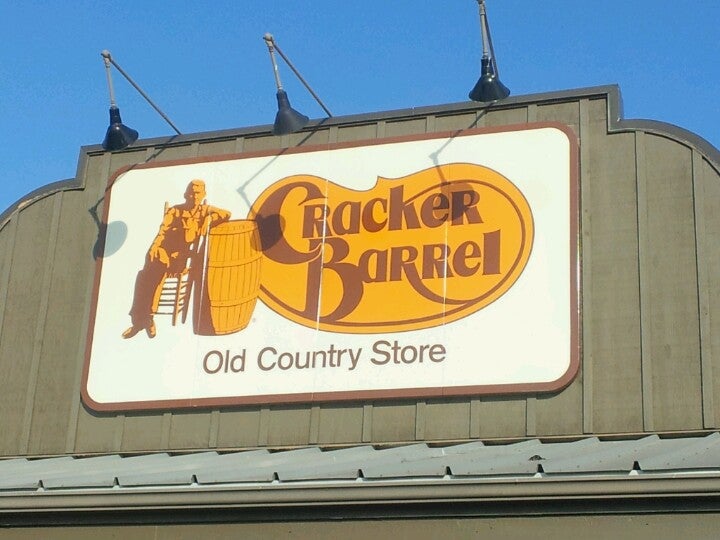 Cracker
Barrel
Old Country Store